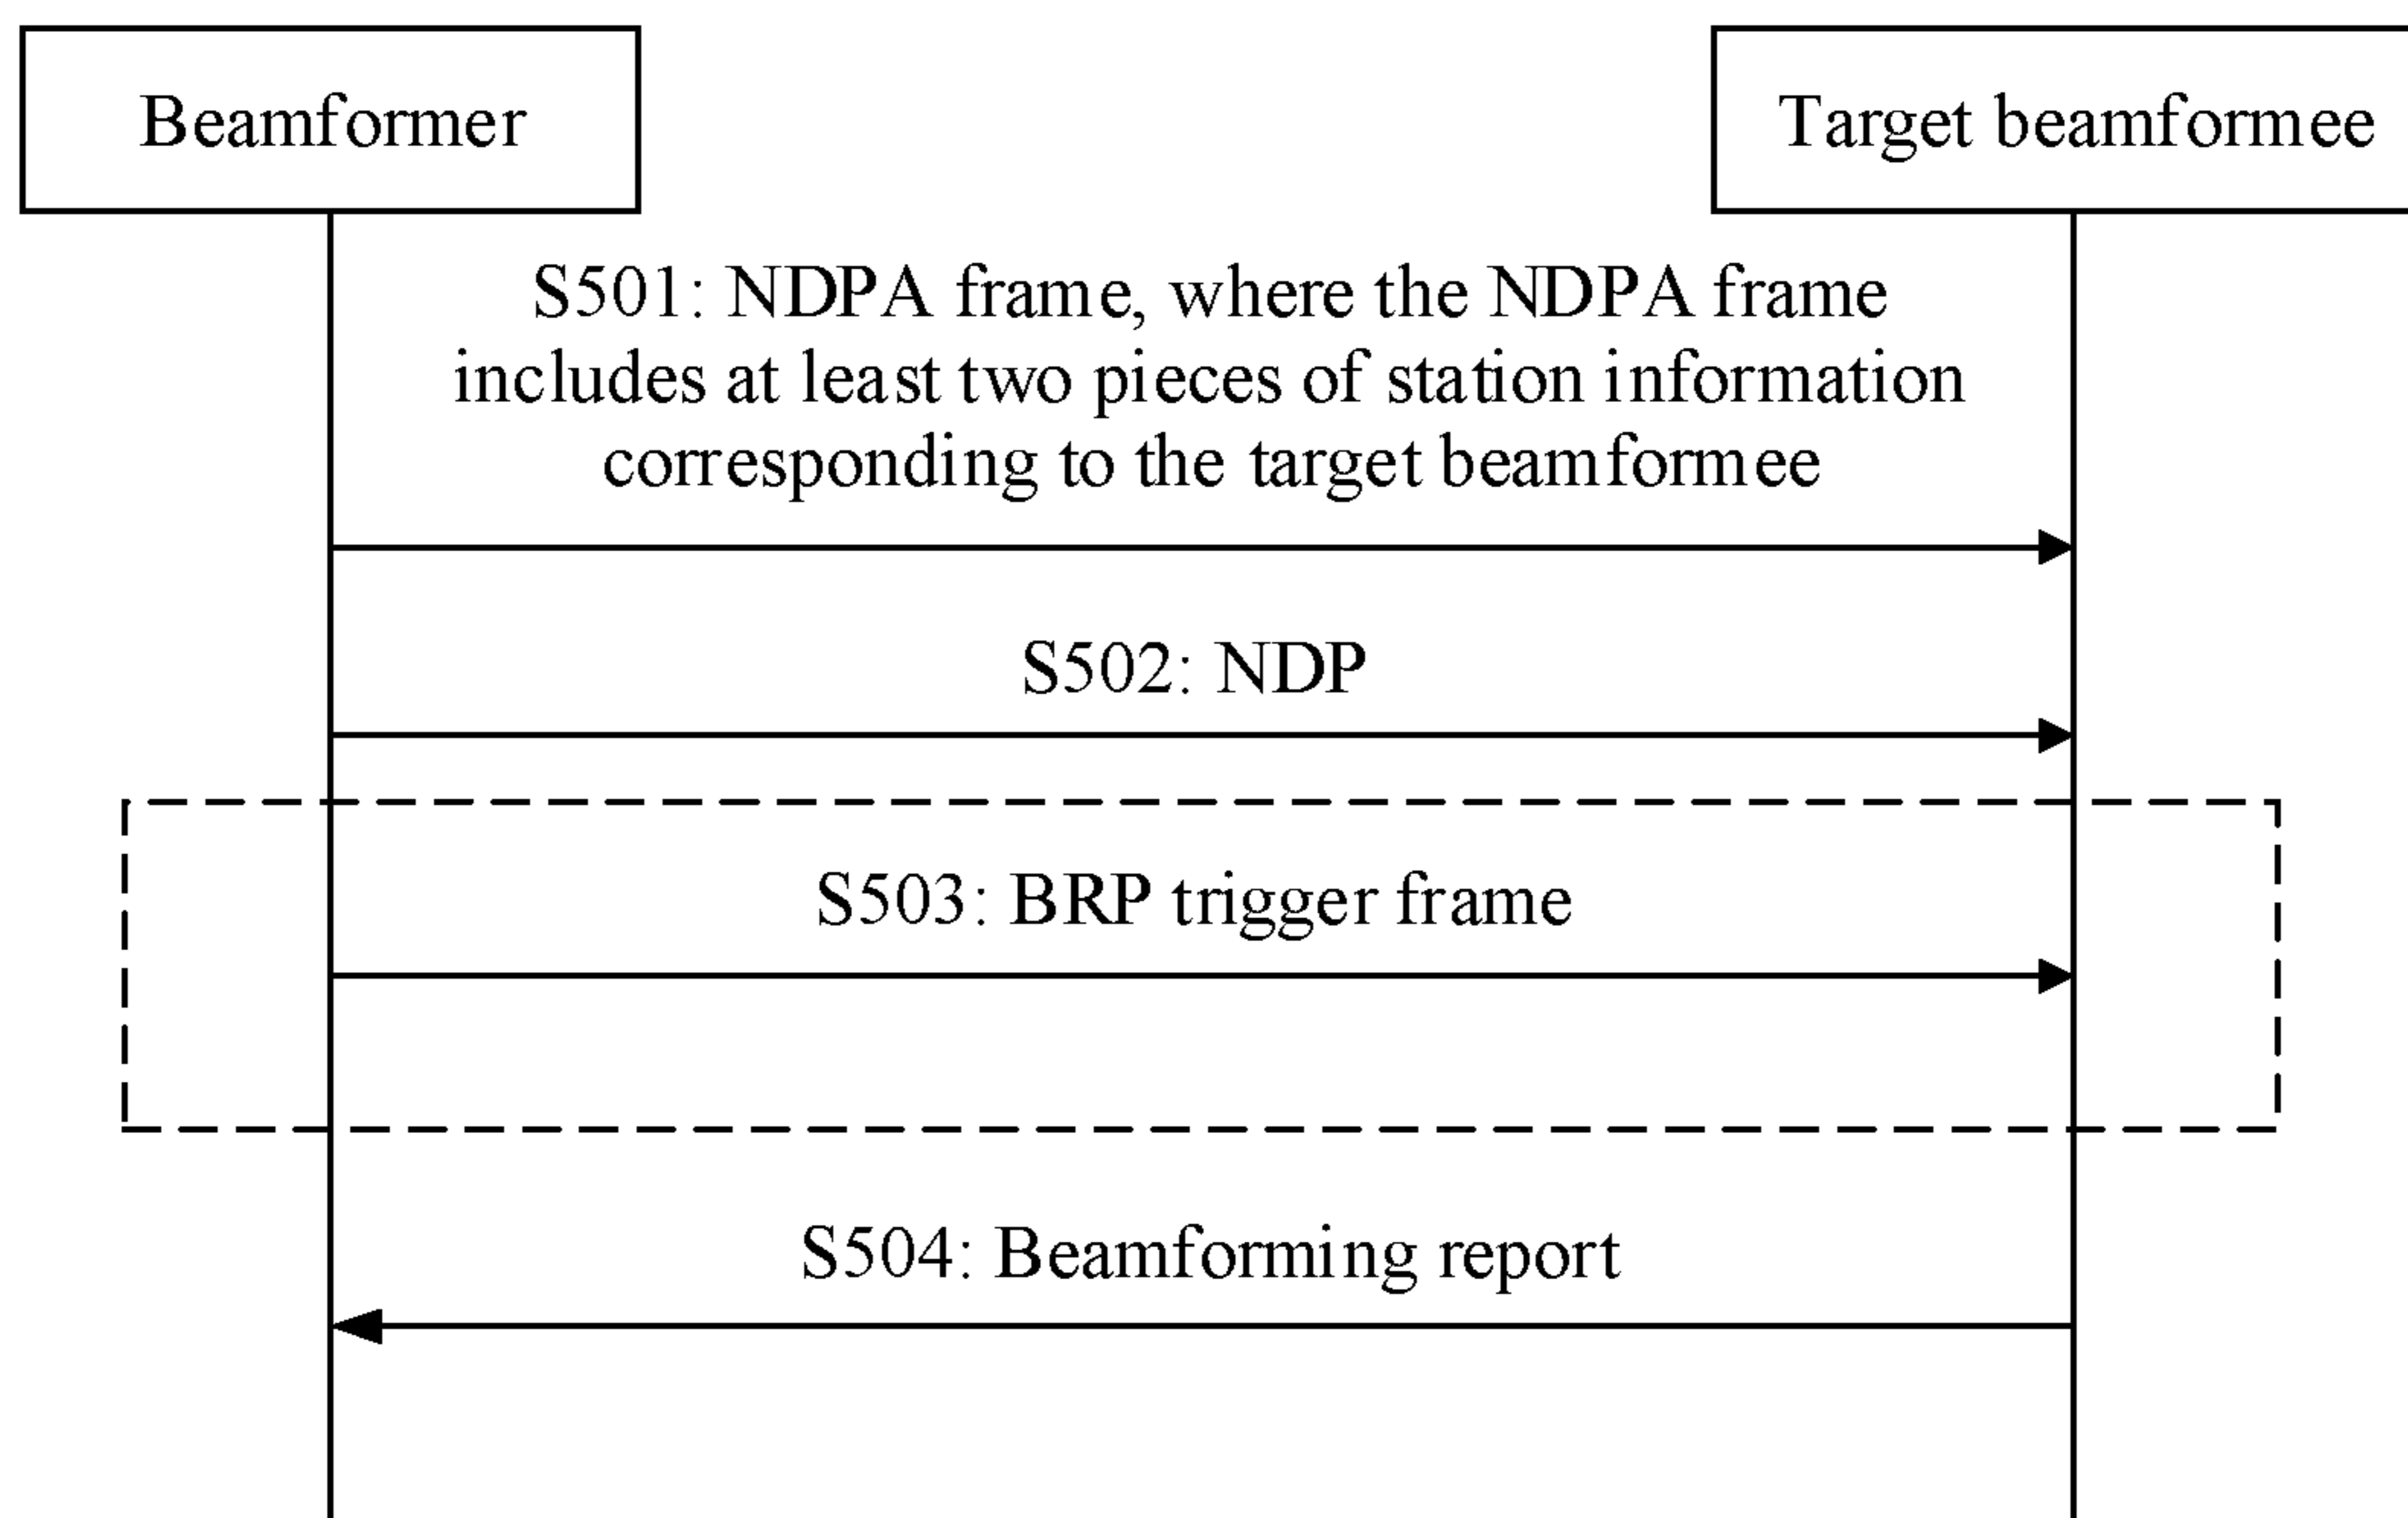 Beamformer
Target beamformee
S501: NDPA frame, where the NDPA frame
includes at least two pieces of station information
corresponding to the target beamformee
S502: NDP
S503: BRP trigger frame
S504: Beamforming report